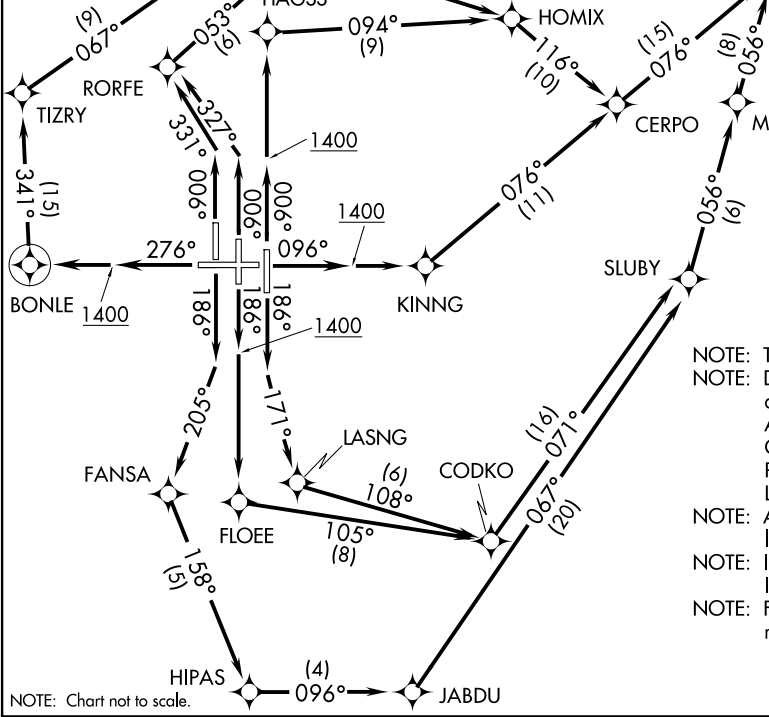 (9)
067°
053°
(6)
HAOSS
094°
(9)
HOMIX
116°
(10)
(15)
076°
(8)
056°
TIZRY
RORFE
331°
327°
1400
CERPO
M
341°
(15)
006°
006°
006°
076°
(11)
1400
056°
(6)
276°
096°
BONLE
1400
186°
186°
186°
KINNG
SLUBY
1400
205°
171°
LASNG
(16)
071°
FANSA
(6)
108°
CODKO
067°
(20)
FLOEE
105°
(8)
158°
(5)
HIPAS
(4)
096°
JABDU
NOTE: T
NOTE: D
NOTE: A
NOTE: I
NOTE: F
NOTE: Chart not to scale.